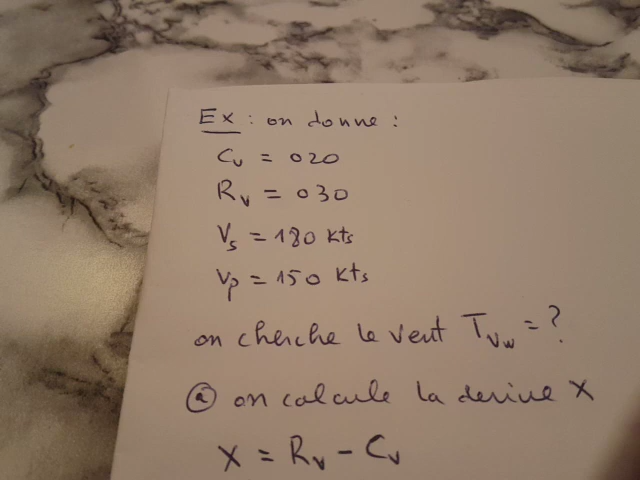 Ex : on donne :
Cv = 020
Rv = 030
Vs = 180 kts
Vp = 150 kts
on cherche le vent Tvw = ?
ⓐ on calcule la derive X
X = Rv - Cv